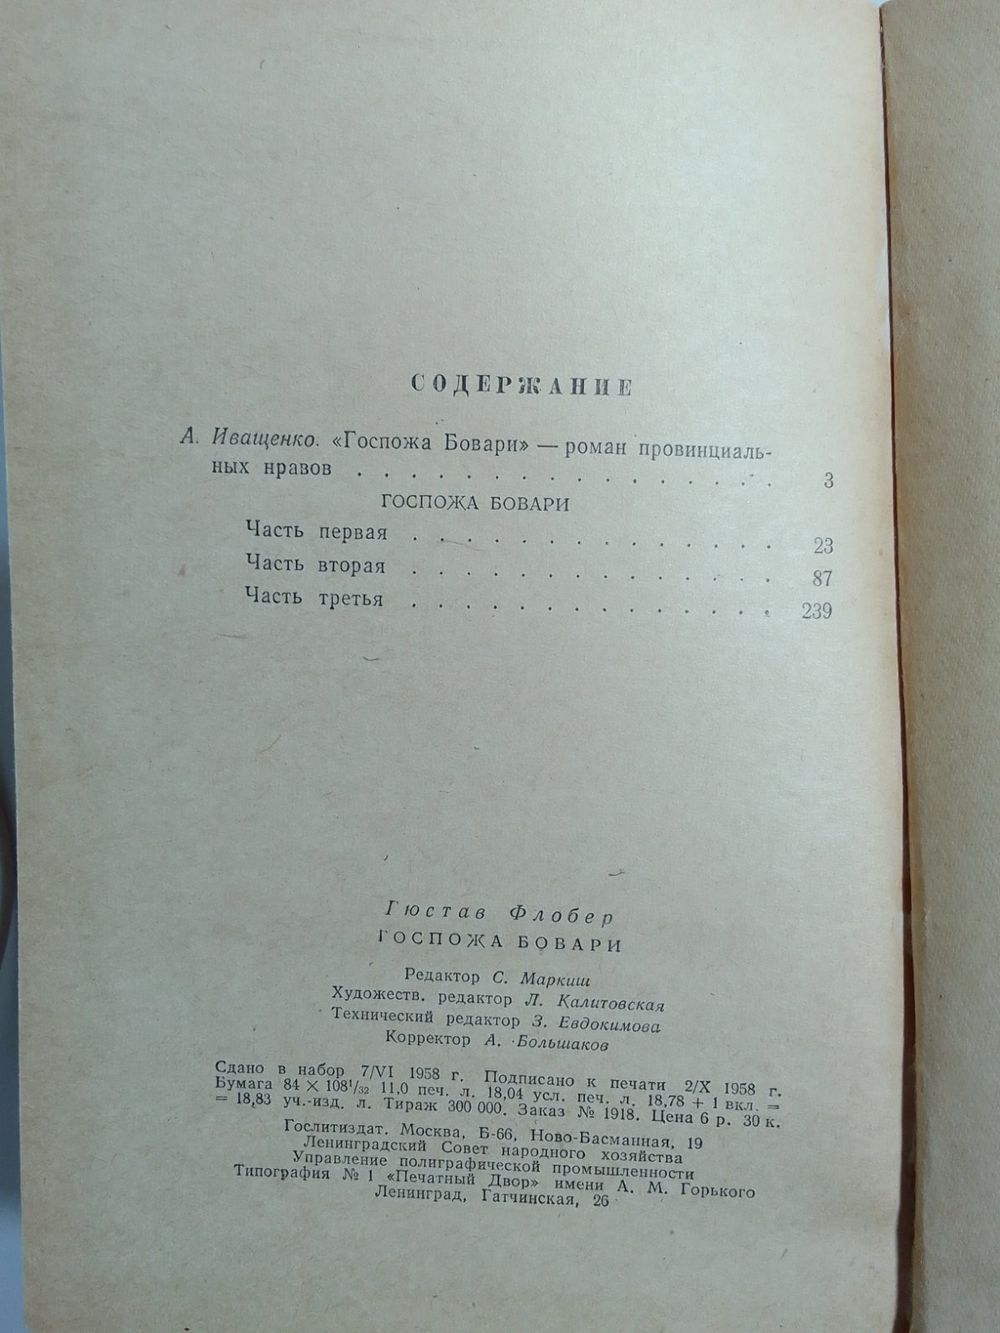 СОДЕРЖАНИЕ
А. Иващенко. «Госпожа Бовари» — роман провинциаль-
ных нравов . . . . . . . . . . . . . . . . 3
ГОСПОЖА БОВАРИ
Часть первая . . . . . . . . . . . . . . 23
Часть вторая . . . . . . . . . . . . . . 87
Часть третья . . . . . . . . . . . . . . 239
Гюстав Флобер
ГОСПОЖА БОВАРИ
Редактор С. Маркиш
Художеств. редактор Л. Калитовская
Технический редактор З. Евдокимова
Корректор А. Большаков
Сдано в набор 7/VI 1958 г. Подписано к печати 2/X 1958 г.
Бумага 84 × 108¹/₃₂ 11,0 печ. л. 18,04 усл. печ. л. 18,78 + 1 вкл. =
= 18,83 уч.-изд. л. Тираж 300 000. Заказ № 1918. Цена 6 р. 30 к.
Гослитиздат. Москва, Б-66, Ново-Басманная, 19
Ленинградский Совет народного хозяйства
Управление полиграфической промышленности
Типография № 1 «Печатный Двор» имени А. М. Горького
Ленинград, Гатчинская, 26